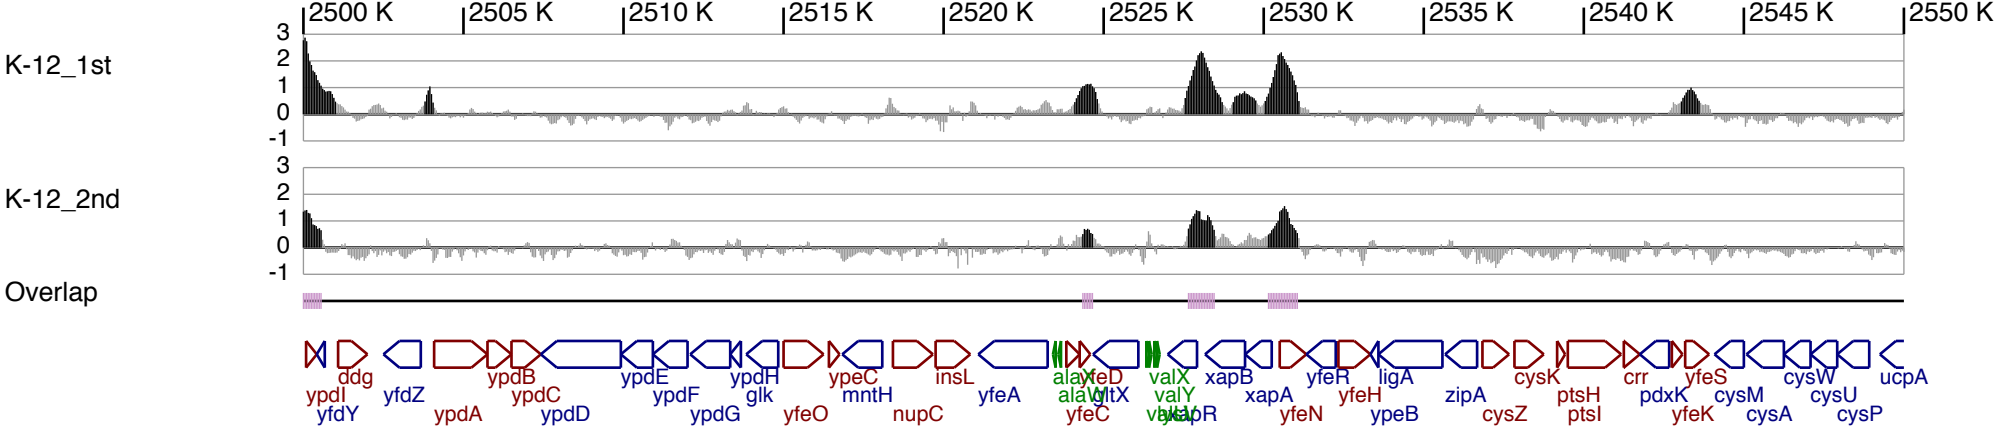 2500 K 2505 K 2510 K 2515 K 2520 K 2525 K 2530 K 2535 K 2540 K 2545 K 2550 K
3
2
K-12_1st
1
0
-1
3
2
K-12_2nd
1
0
-1
Overlap
ddg ypdB ypdE ypdH ypeC insL alaX yfeD valX xapB yfeR ligA cysK crr yfeS cysW ucpA
ypdI yfdZ ypdC ypdF glk mntH yfeA alaW gltX valY xapA yfeH zipA ptsH pdxK cysM cysU
yfdY ypdA ypdD ypdG yfeO nupC yfeC xapR yfeN ypeB cysZ ptsI yfeK cysA cysP